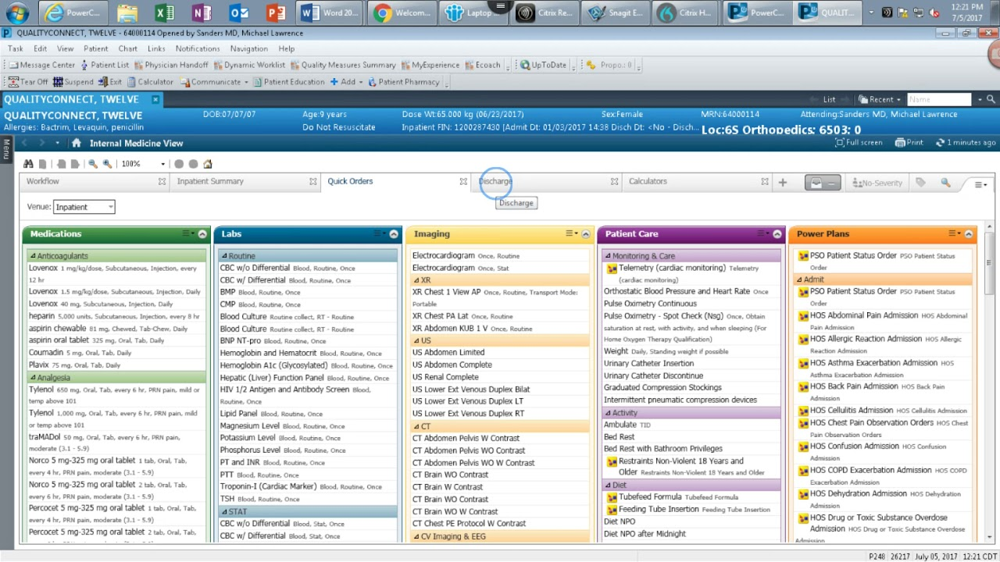 PowerC...
Word 20...
Welcom...
Laptop ...
Citrix Re...
Snagit E...
Citrix H...
PowerC...
QUALIT...
12:21 PM
7/5/2017
QUALITYCONNECT, TWELVE - 64000114 Opened by Sanders MD, Michael Lawrence
Task Edit View Patient Chart Links Notifications Navigation Help
Message Center Patient List Physician Handoff Dynamic Worklist Quality Measures Summary MyExperience Ecoach UpToDate Propo.: 0
Tear Off Suspend Exit Calculator Communicate Patient Education Add Patient Pharmacy
QUALITYCONNECT, TWELVE
List Recent Name
QUALITYCONNECT, TWELVE DOB:07/07/07 Age:9 years Dose Wt:65.000 kg (06/23/2017) Sex:Female MRN:64000114 Attending:Sanders MD, Michael Lawrence
Allergies: Bactrim, Levaquin, penicillin Do Not Resuscitate Inpatient FIN: 1200287430 [Admit Dt: 01/03/2017 14:38 Disch Dt: <No - Disch... Loc:6S Orthopedics: 6503: 0
Menu
Internal Medicine View
Full screen Print 1 minutes ago
100%
Workflow Inpatient Summary Quick Orders Discharge Calculators
No-Severity
Discharge
Venue: Inpatient
Medications
Anticoagulants
Lovenox 1 mg/kg/dose, Subcutaneous, Injection, every
12 hr
Lovenox 1.5 mg/kg/dose, Subcutaneous, Injection, Daily
Lovenox 40 mg, Subcutaneous, Injection, Daily
heparin 5,000 units, Subcutaneous, Injection, every 8 hr
aspirin chewable 81 mg, Chewed, Tab-Chew, Daily
aspirin oral tablet 325 mg, Oral, Tab, Daily
Coumadin 5 mg, Oral, Tab, Daily
Plavix 75 mg, Oral, Tab, Daily
Analgesia
Tylenol 650 mg, Oral, Tab, every 6 hr, PRN pain, mild or
temp above 101
Tylenol 1,000 mg, Oral, Tab, every 6 hr, PRN pain, mild
or temp above 101
traMADol 50 mg, Oral, Tab, every 4 hr, PRN pain,
moderate (3.1 - 5.9)
Norco 5 mg-325 mg oral tablet 1 tab, Oral, Tab,
every 4 hr, PRN pain, moderate (3.1 - 5.9)
Norco 5 mg-325 mg oral tablet 2 tab, Oral, Tab,
every 6 hr, PRN pain, moderate (3.1 - 5.9)
Percocet 5 mg-325 mg oral tablet 1 tab, Oral, Tab,
every 4 hr, PRN pain, moderate (3.1 - 5.9)
Percocet 5 mg-325 mg oral tablet 2 tab, Oral, Tab,
Labs
Routine
CBC w/o Differential Blood, Routine, Once
CBC w/ Differential Blood, Routine, Once
BMP Blood, Routine, Once
CMP Blood, Routine, Once
Blood Culture Routine collect, RT - Routine
Blood Culture Routine collect, RT - Routine
BNP NT-pro Blood, Routine, Once
Hemoglobin and Hematocrit Blood, Routine, Once
Hemoglobin A1c (Glycosylated) Blood, Routine, Once
Hepatic (Liver) Function Panel Blood, Routine, Once
HIV 1/2 Antigen and Antibody Screen Blood,
Routine, Once
Lipid Panel Blood, Routine, Once
Magnesium Level Blood, Routine, Once
Potassium Level Blood, Routine, Once
Phosphorus Level Blood, Routine, Once
PT and INR Blood, Routine, Once
PTT Blood, Routine, Once
Troponin-I (Cardiac Marker) Blood, Routine, Once
TSH Blood, Routine, Once
STAT
CBC w/o Differential Blood, Stat, Once
CBC w/ Differential Blood, Stat, Once
Imaging
Electrocardiogram Once, Routine
Electrocardiogram Once, Stat
XR
XR Chest 1 View AP Once, Routine, Transport Mode:
Portable
XR Chest PA Lat Once, Routine
XR Abdomen KUB 1 V Once, Routine
US
US Abdomen Limited
US Abdomen Complete
US Renal Complete
US Lower Ext Venous Duplex Bilat
US Lower Ext Venous Duplex LT
US Lower Ext Venous Duplex RT
CT
CT Abdomen Pelvis W Contrast
CT Abdomen Pelvis WO Contrast
CT Abdomen Pelvis WO W Contrast
CT Brain WO Contrast
CT Brain W Contrast
CT Brain WO Contrast
CT Brain WO W Contrast
CT Chest PE Protocol W Contrast
CV Imaging & EEG
Patient Care
Monitoring & Care
Telemetry (cardiac monitoring) Telemetry
(cardiac monitoring)
Orthostatic Blood Pressure and Heart Rate Once
Pulse Oximetry Continuous
Pulse Oximetry - Spot Check (Nsg) Once, Obtain
saturation at rest, with activity, and when sleeping (For
Home Oxygen Therapy Qualification)
Weight Daily, Standing weight if possible
Urinary Catheter Insertion
Urinary Catheter Discontinue
Graduated Compression Stockings
Intermittent pneumatic compression devices
Activity
Ambulate TID
Bed Rest
Bed Rest with Bathroom Privileges
Restraints Non-Violent 18 Years and
Older Restraints Non-Violent 18 Years and Older
Diet
Tubefeed Formula Tubefeed Formula
Feeding Tube Insertion Feeding Tube Insertion
Diet NPO
Diet NPO after Midnight
Power Plans
PSO Patient Status Order PSO Patient Status
Order
Admit
PSO Patient Status Order PSO Patient Status
Order
HOS Abdominal Pain Admission HOS Abdominal
Pain Admission
HOS Allergic Reaction Admission HOS Allergic
Reaction Admission
HOS Asthma Exacerbation Admission HOS
Asthma Exacerbation Admission
HOS Back Pain Admission HOS Back Pain
Admission
HOS Cellulitis Admission HOS Cellulitis Admission
HOS Chest Pain Observation Orders HOS Chest
Pain Observation Orders
HOS Confusion Admission HOS Confusion
Admission
HOS COPD Exacerbation Admission HOS COPD
Exacerbation Admission
HOS Dehydration Admission HOS Dehydration
Admission
HOS Drug or Toxic Substance Overdose
Admission HOS Drug or Toxic Substance Overdose
Admission
P248 26217 July 05, 2017 12:21 CDT